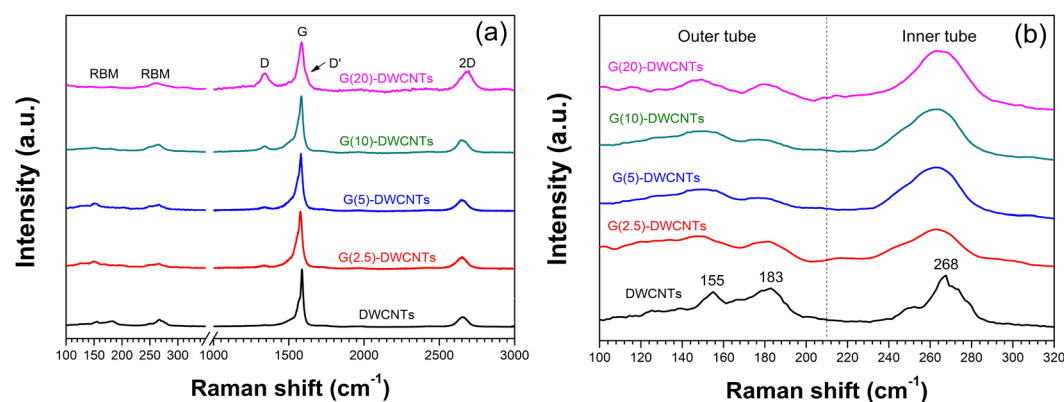 (a)
G
D
D'
2D
RBM
RBM
G(20)-DWCNTs
G(10)-DWCNTs
G(5)-DWCNTs
G(2.5)-DWCNTs
DWCNTs
Intensity (a.u.)
100 150 200 250 300
1500 2000 2500 3000
Raman shift (cm⁻¹)
(b)
Outer tube
Inner tube
G(20)-DWCNTs
G(10)-DWCNTs
G(5)-DWCNTs
G(2.5)-DWCNTs
DWCNTs
155
183
268
Intensity (a.u.)
100 120 140 160 180 200 220 240 260 280 300 320
Raman shift (cm⁻¹)